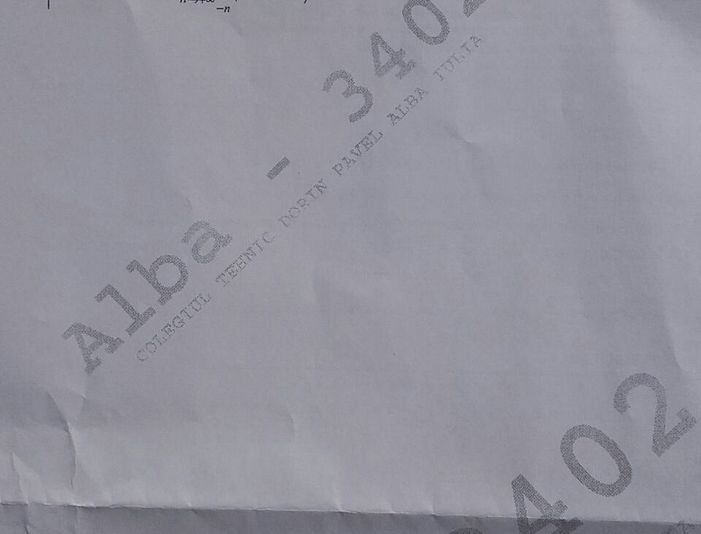 n→+∞
-n
Alba - 3402
COLEGIUL TEHNIC DORIN PAVEL ALBA IULIA
3402